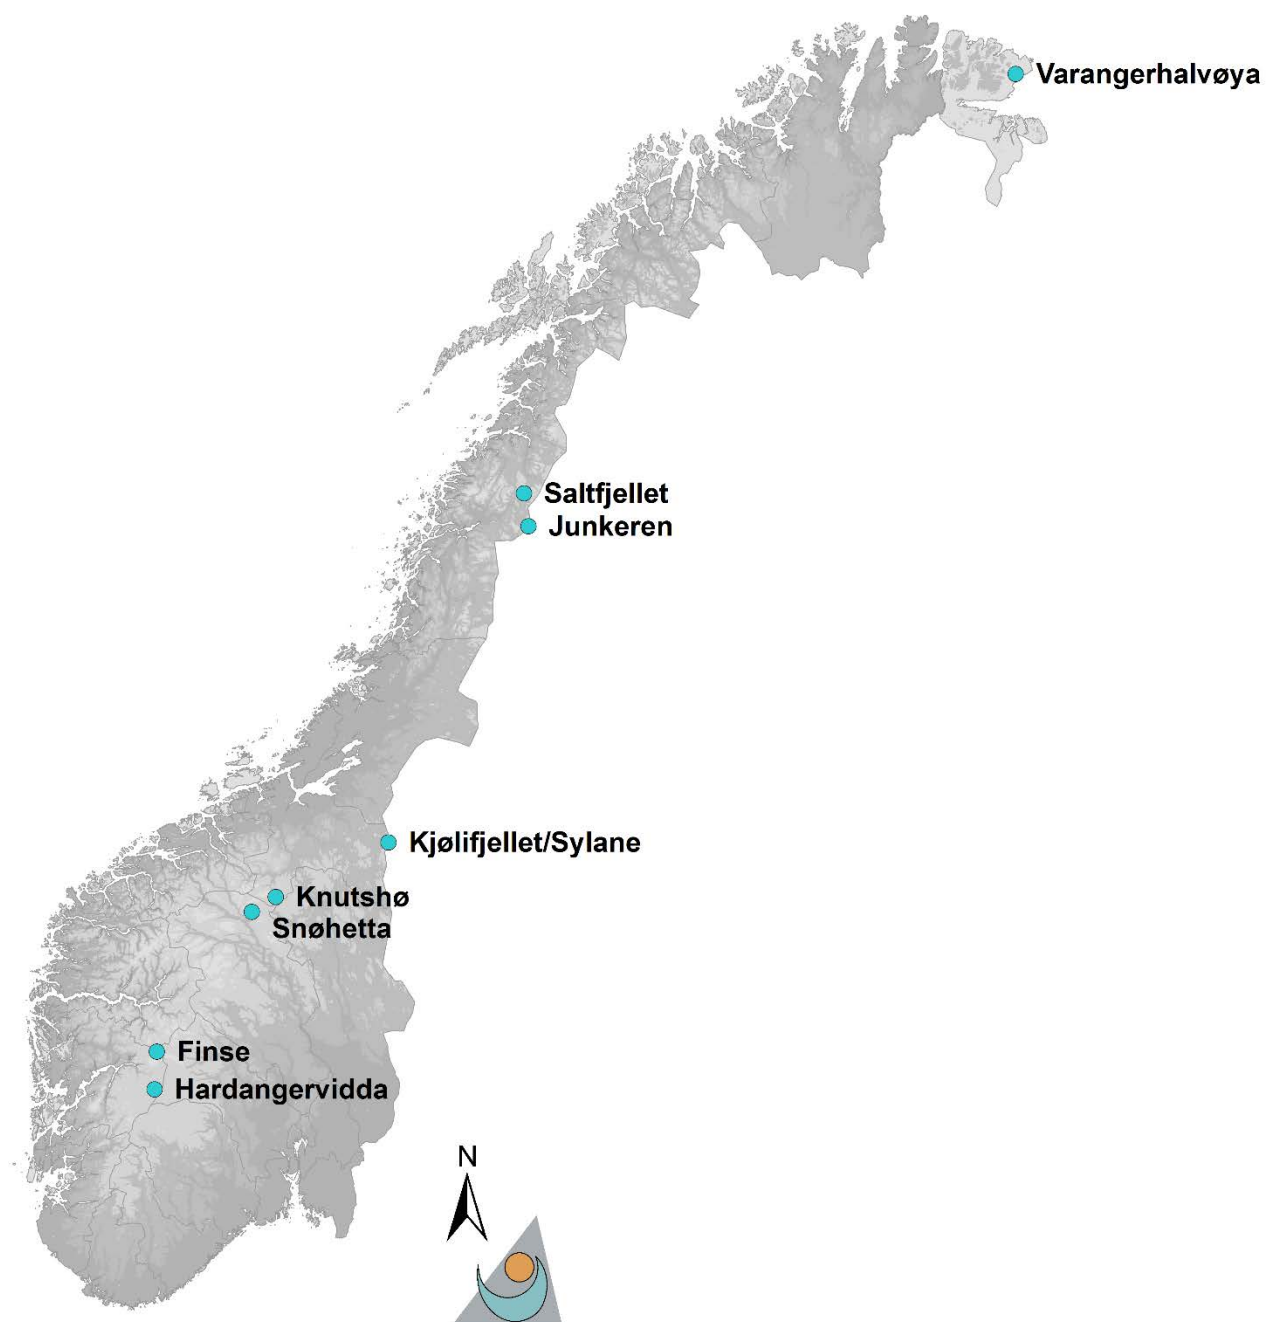 Varangerhalvøya
Saltfjellet
Junkeren
Kjølifjellet/Sylane
Knutshø
Snøhetta
Finse
Hardangervidda
N